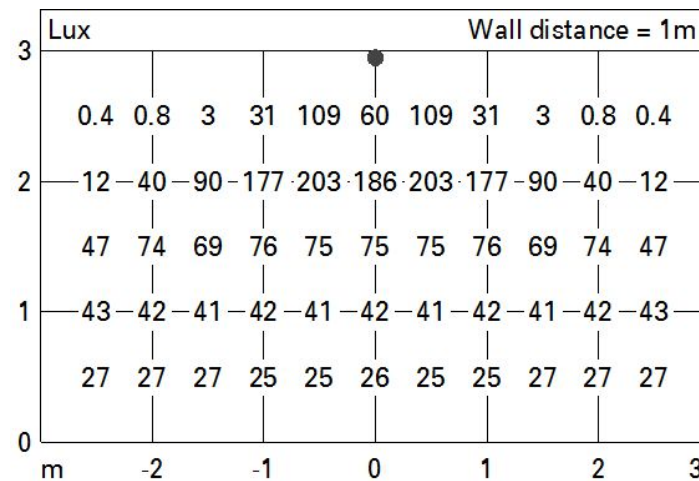 Lux Wall distance = 1m
3
0.4 0.8 3 31 109 60 109 31 3 0.8 0.4
2 12 40 90 177 203 186 203 177 90 40 12
47 74 69 76 75 75 75 76 69 74 47
1 43 42 41 42 41 42 41 42 41 42 43
27 27 27 25 25 26 25 25 27 27 27
0
m -2 -1 0 1 2 3